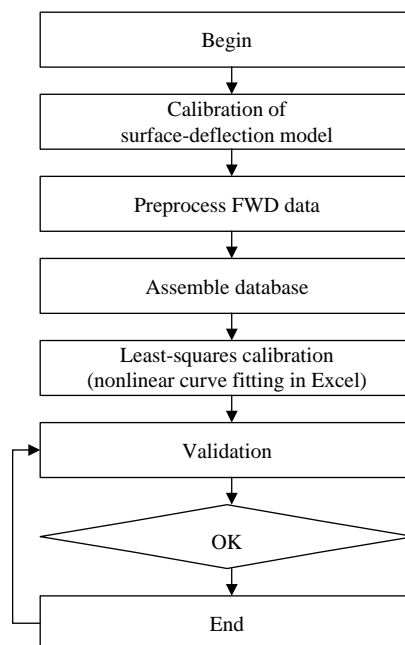 Begin
Calibration of
surface-deflection model
Preprocess FWD data
Assemble database
Least-squares calibration
(nonlinear curve fitting in Excel)
Validation
OK
End